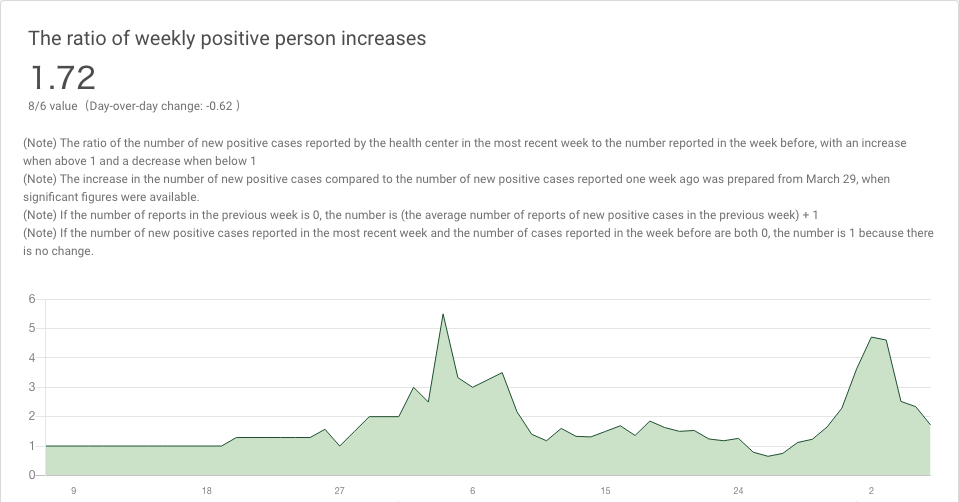 The ratio of weekly positive person increases
1.72
8/6 value （Day-over-day change: -0.62 ）
(Note) The ratio of the number of new positive cases reported by the health center in the most recent week to the number reported in the week before, with an increase
when above 1 and a decrease when below 1
(Note) The increase in the number of new positive cases compared to the number of new positive cases reported one week ago was prepared from March 29, when
significant figures were available.
(Note) If the number of reports in the previous week is 0, the number is (the average number of reports of new positive cases in the previous week) + 1
(Note) If the number of new positive cases reported in the most recent week and the number of cases reported in the week before are both 0, the number is 1 because there
is no change.
6
5
4
3
2
1
0
9 18 27 6 15 24 2